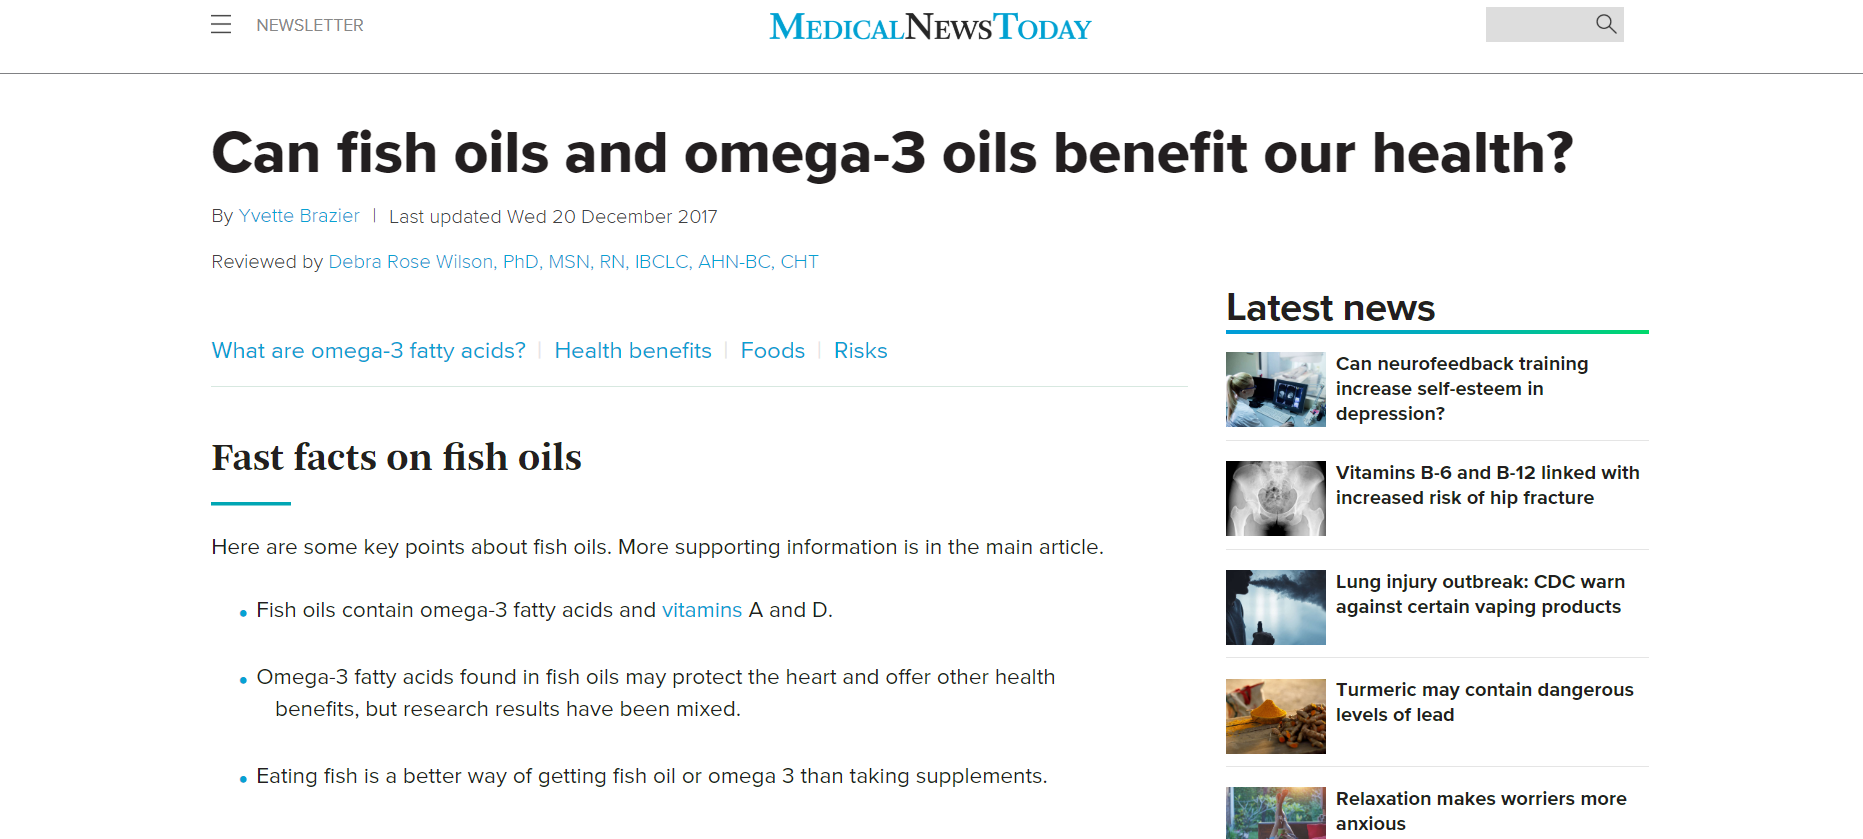 NEWSLETTER
MEDICALNEWSTODAY
Can fish oils and omega-3 oils benefit our health?
By Yvette Brazier | Last updated Wed 20 December 2017
Reviewed by Debra Rose Wilson, PhD, MSN, RN, IBCLC, AHN-BC, CHT
What are omega-3 fatty acids? | Health benefits | Foods | Risks
Fast facts on fish oils
Here are some key points about fish oils. More supporting information is in the main article.
• Fish oils contain omega-3 fatty acids and vitamins A and D.
• Omega-3 fatty acids found in fish oils may protect the heart and offer other health
benefits, but research results have been mixed.
• Eating fish is a better way of getting fish oil or omega 3 than taking supplements.
Latest news
Can neurofeedback training
increase self-esteem in
depression?
Vitamins B-6 and B-12 linked with
increased risk of hip fracture
Lung injury outbreak: CDC warn
against certain vaping products
Turmeric may contain dangerous
levels of lead
Relaxation makes worriers more
anxious